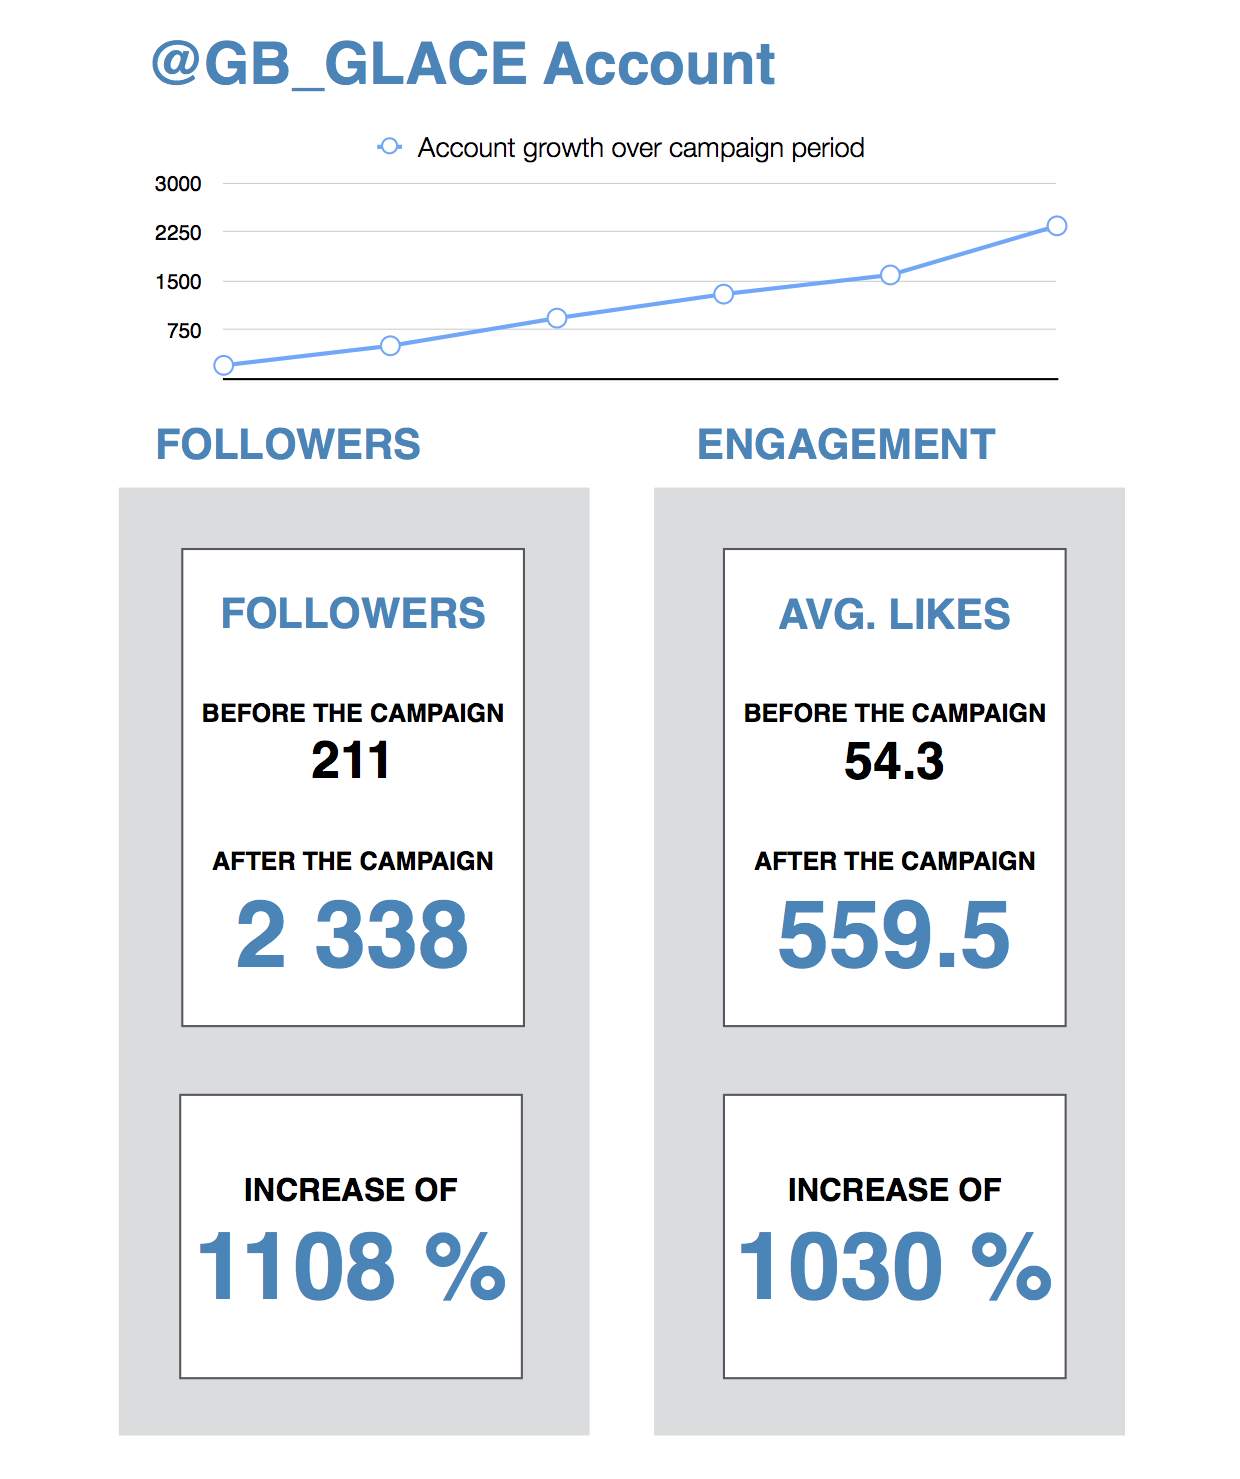 @GB_GLACE Account
Account growth over campaign period
3000
2250
1500
750
FOLLOWERS
FOLLOWERS
BEFORE THE CAMPAIGN
211
AFTER THE CAMPAIGN
2 338
INCREASE OF
1108 %
ENGAGEMENT
AVG. LIKES
BEFORE THE CAMPAIGN
54.3
AFTER THE CAMPAIGN
559.5
INCREASE OF
1030 %